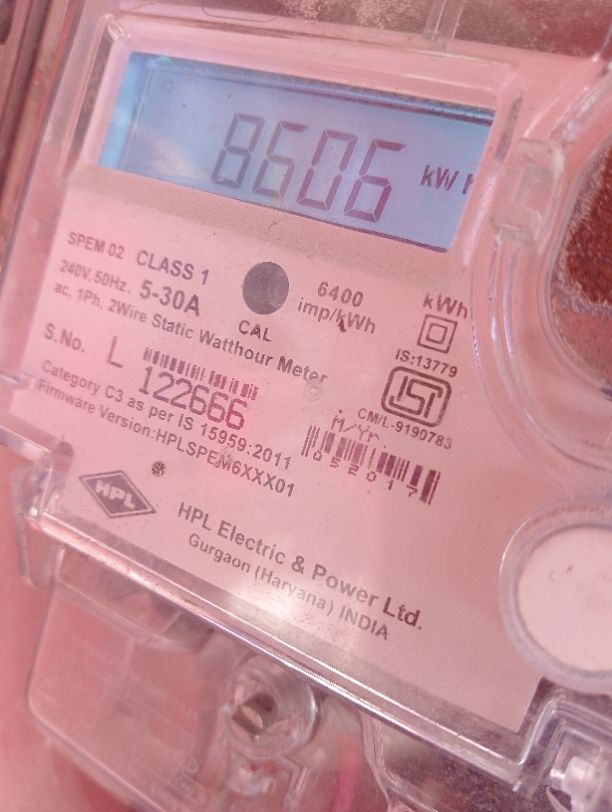 8606 kWh
SPEM 02 CLASS 1
240V, 50Hz, 5-30A
ac, 1Ph, 2Wire Static Watthour Meter
CAL
6400
imp/kWh
kWh
IS:13779
ISI
CM/L-9190783
S.No. L 122666
M/Yr.
052017
Category C3 as per IS 15959:2011
Firmware Version:HPLSPEM6XXX01
HPL
HPL Electric & Power Ltd.
Gurgaon (Haryana) INDIA